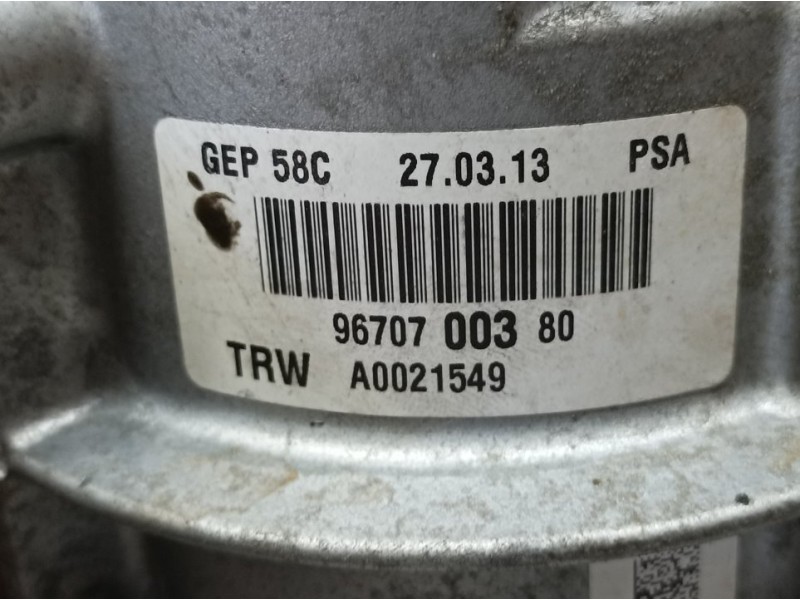 GEP 58C 27.03.13 PSA
96707 003 80
TRW A0021549